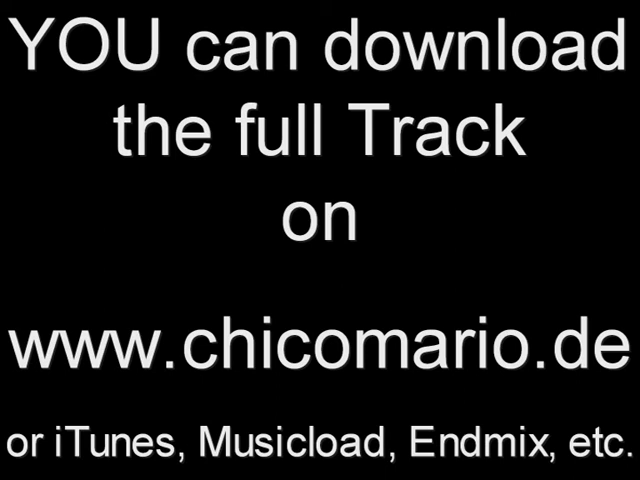 YOU can download
the full Track
on
www.chicomario.de
or iTunes, Musicload, Endmix, etc.